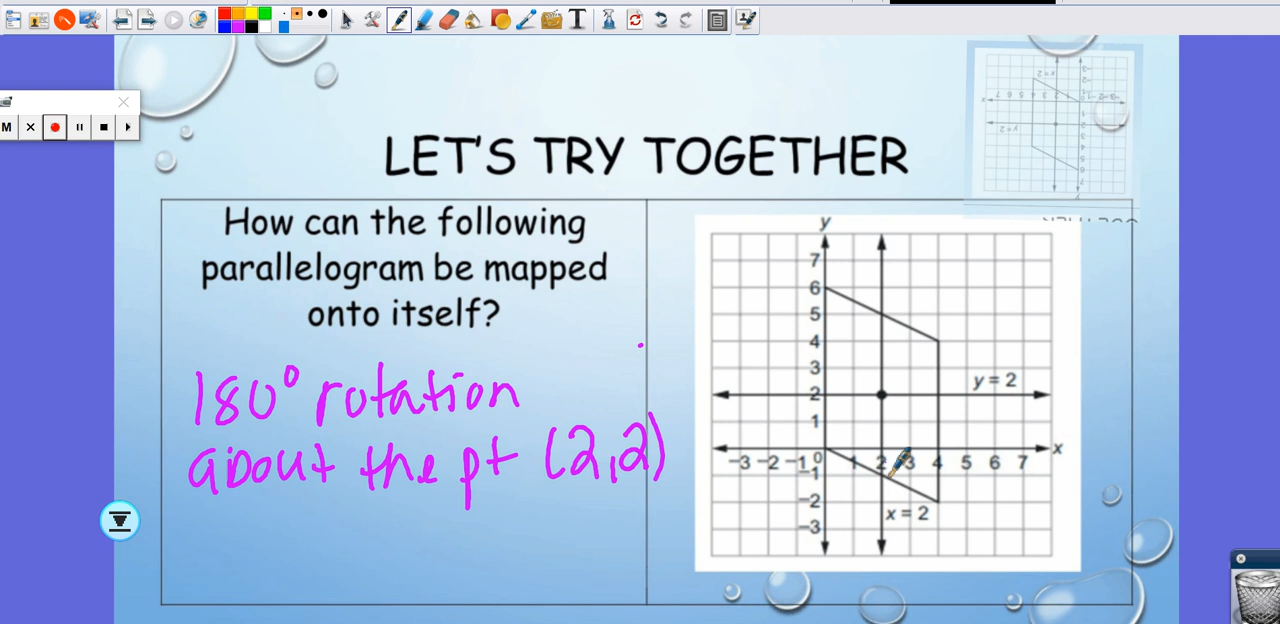 M
LET'S TRY TOGETHER
How can the following
parallelogram be mapped
onto itself?
180° rotation
about the pt (2,2)
y
7
6
5
4
3
2
1
y = 2
x
−3 −2 −1 0 1 2 3 4 5 6 7
−1
−2
−3
x = 2